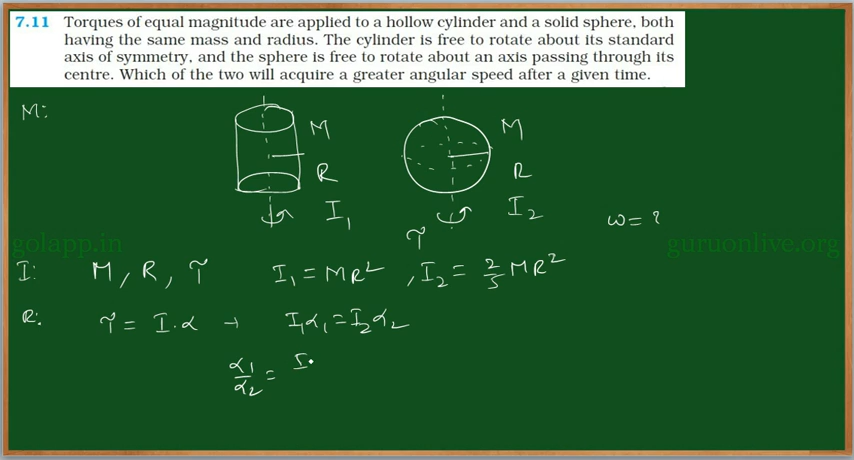 7.11 Torques of equal magnitude are applied to a hollow cylinder and a solid sphere, both
having the same mass and radius. The cylinder is free to rotate about its standard
axis of symmetry, and the sphere is free to rotate about an axis passing through its
centre. Which of the two will acquire a greater angular speed after a given time.
M:
M M
R R
I₁ I₂
ω = ?
τ
golapp.in guruonlive.org
I: M, R, τ I₁ = MR² , I₂ = 2/5 MR²
R: τ = I·α → I₁α₁ = I₂α₂
α₁/α₂ = I